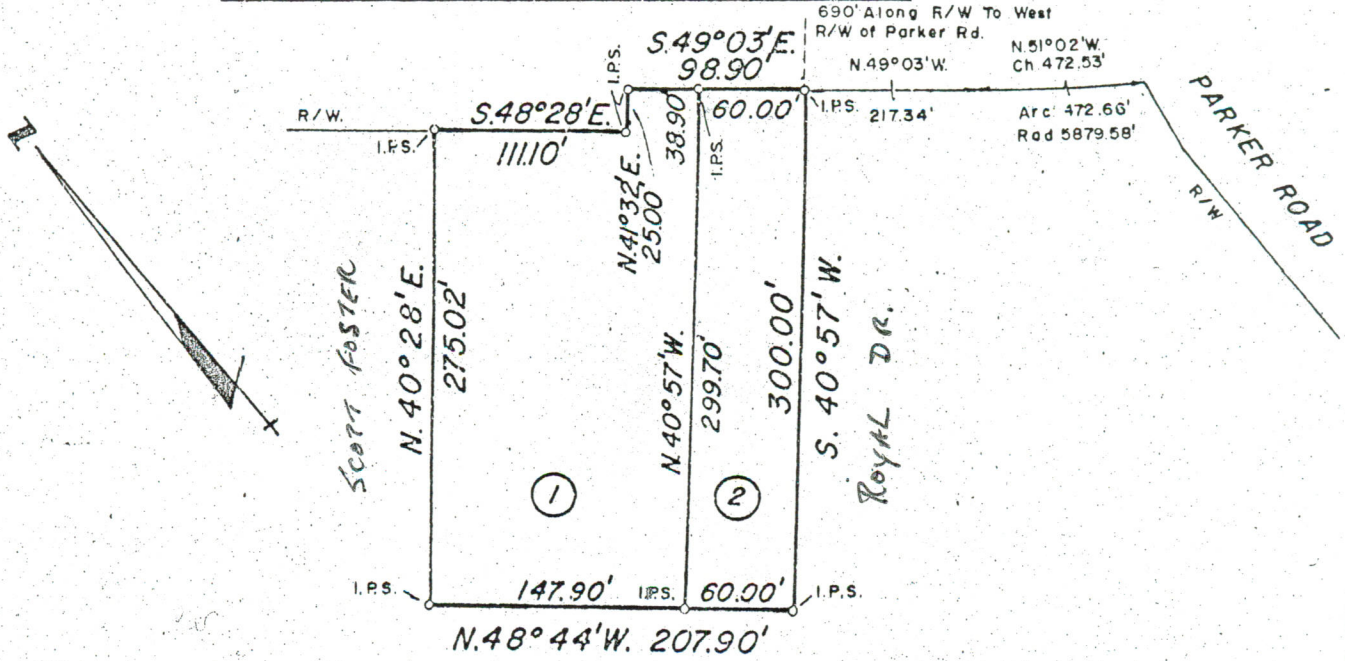 690' Along R/W To West
R/W of Parker Rd.
S.49°03'E.
98.90'
N.49°03'W.
217.34'
N.51°02'W.
Ch. 472.53'
Arc 472.66'
Rad 5879.58'
PARKER ROAD
R/W
R/W.
I.P.S.
S.48°28'E.
111.10'
I.P.S.
N.41°32'E.
25.00
38.90'
I.P.S.
60.00'
I.P.S.
SCOTT FOSTER
N.40°28'E.
275.02'
N.40°57'W.
299.70'
300.00'
S. 40°57' W.
ROYAL DR.
1
2
I.P.S.
147.90'
I.P.S.
60.00'
I.P.S.
N.48°44'W. 207.90'